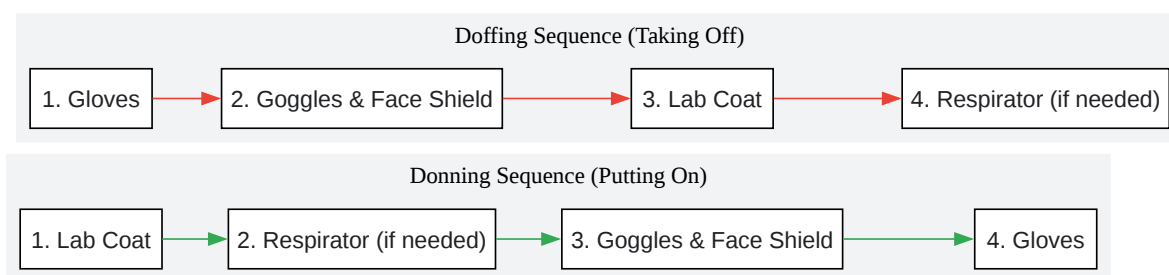 Doffing Sequence (Taking Off)
1. Gloves
2. Goggles & Face Shield
3. Lab Coat
4. Respirator (if needed)
Donning Sequence (Putting On)
1. Lab Coat
2. Respirator (if needed)
3. Goggles & Face Shield
4. Gloves